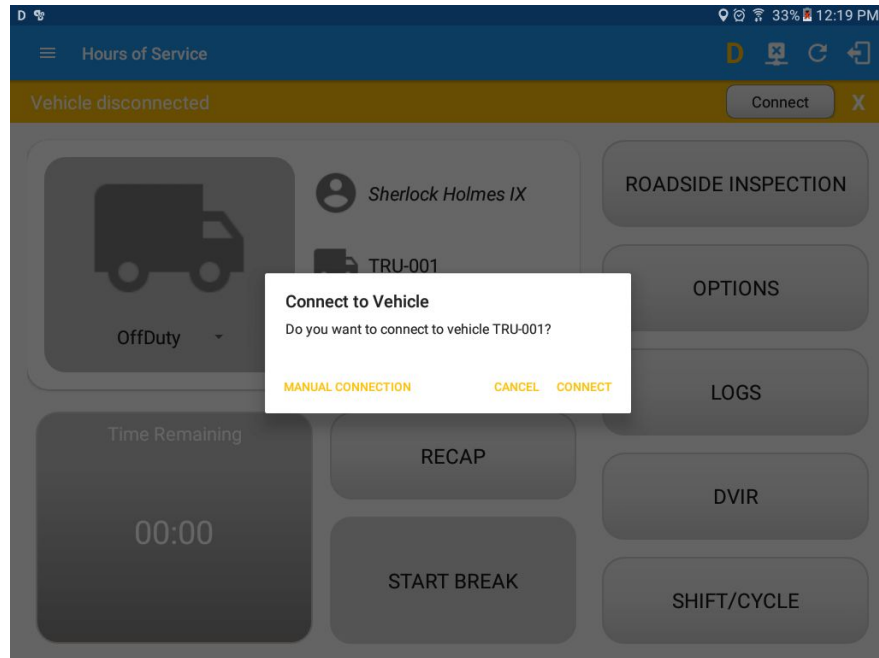 D
33% 12:19 PM
Hours of Service
D
Vehicle disconnected
Connect
X
Sherlock Holmes IX
TRU-001
OffDuty
ROADSIDE INSPECTION
OPTIONS
LOGS
DVIR
SHIFT/CYCLE
Connect to Vehicle
Do you want to connect to vehicle TRU-001?
MANUAL CONNECTION
CANCEL
CONNECT
Time Remaining
00:00
RECAP
START BREAK